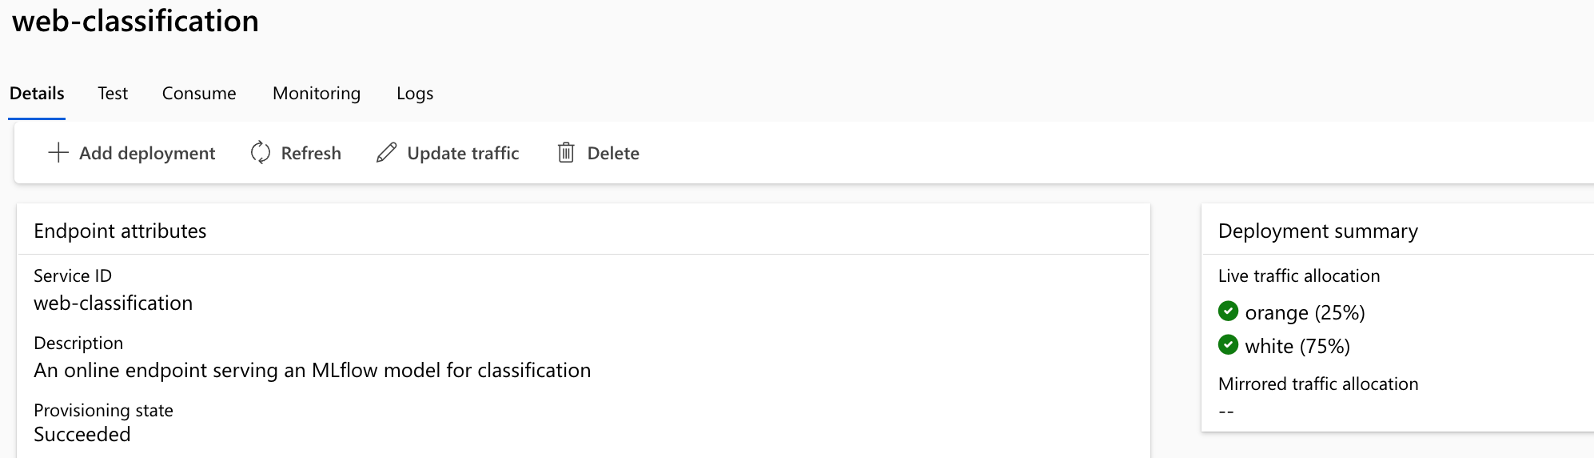 web-classification
Details Test Consume Monitoring Logs
Add deployment Refresh Update traffic Delete
Endpoint attributes
Service ID
web-classification
Description
An online endpoint serving an MLflow model for classification
Provisioning state
Succeeded
Deployment summary
Live traffic allocation
orange (25%)
white (75%)
Mirrored traffic allocation
--